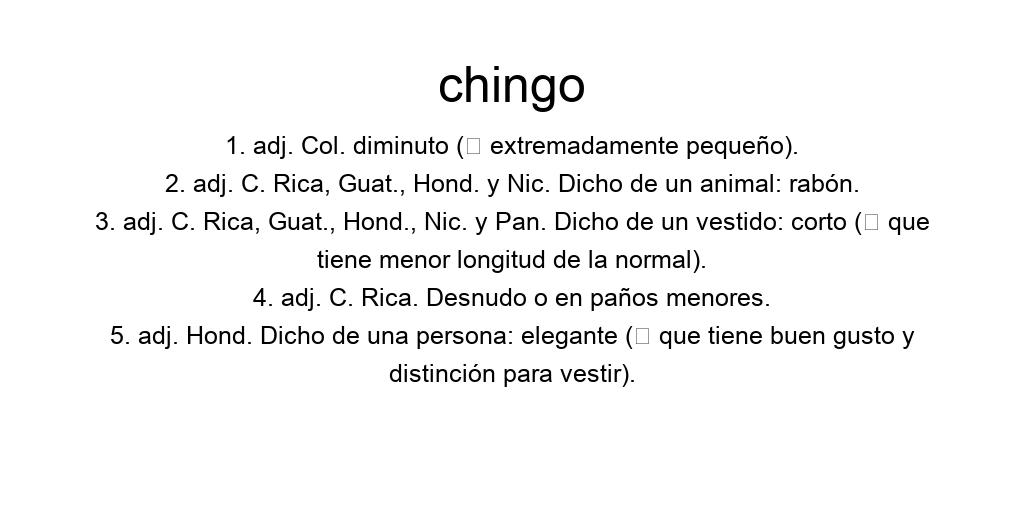 chingo
1. adj. Col. diminuto (▯ extremadamente pequeño).
2. adj. C. Rica, Guat., Hond. y Nic. Dicho de un animal: rabón.
3. adj. C. Rica, Guat., Hond., Nic. y Pan. Dicho de un vestido: corto (▯ que
tiene menor longitud de la normal).
4. adj. C. Rica. Desnudo o en paños menores.
5. adj. Hond. Dicho de una persona: elegante (▯ que tiene buen gusto y
distinción para vestir).